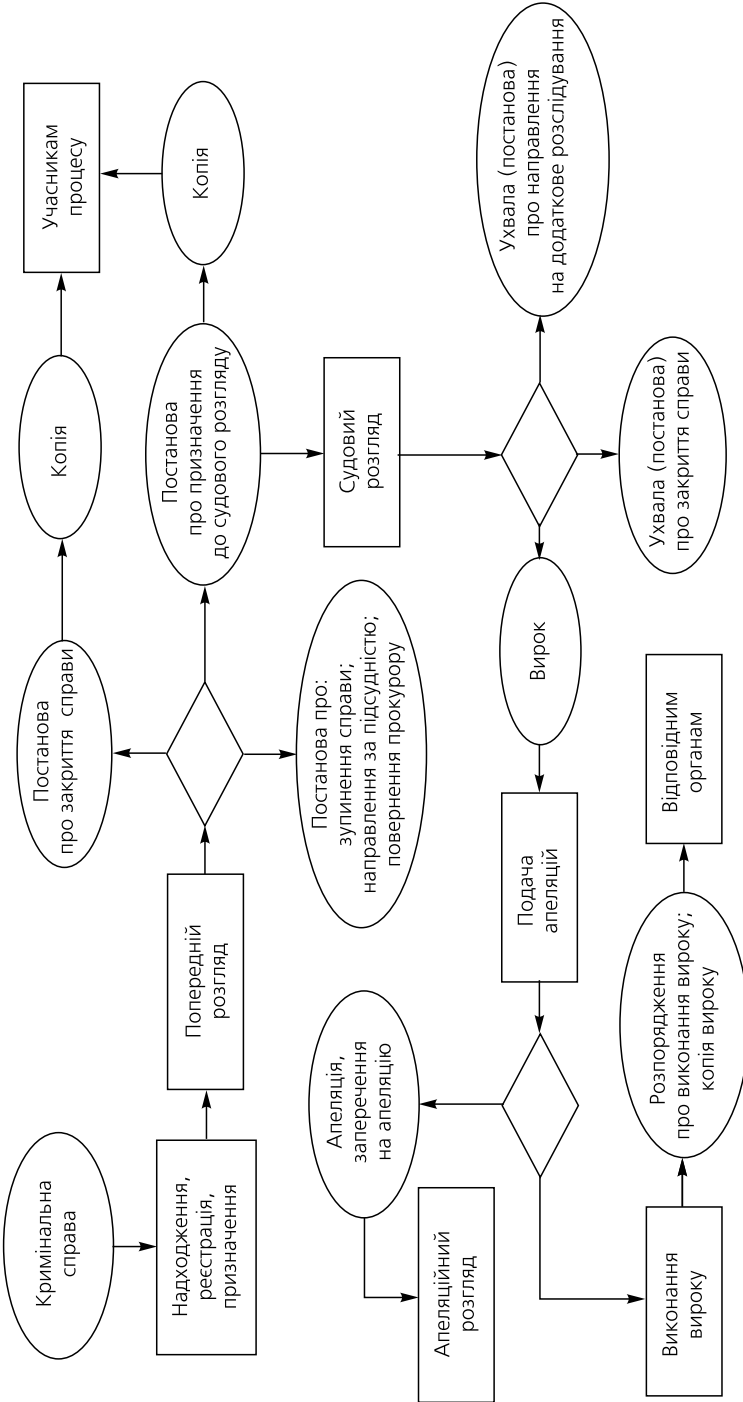 Кримінальна
справа
Надходження,
реєстрація,
призначення
Попередній
розгляд
Постанова
про закриття справи
Копія
Учасникам
процесу
Постанова
про призначення
до судового розгляду
Копія
Постанова про:
зупинення справи;
направлення за підсудністю;
повернення прокурору
Судовий
розгляд
Ухвала (постанова)
про направлення
на додаткове розслідування
Ухвала (постанова)
про закриття справи
Вирок
Подача
апеляцій
Апеляція,
заперечення
на апеляцію
Апеляційний
розгляд
Виконання
вироку
Розпорядження
про виконання вироку;
копія вироку
Відповідним
органам